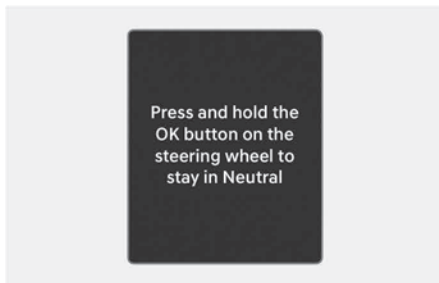 Press and hold the
OK button on the
steering wheel to
stay in Neutral